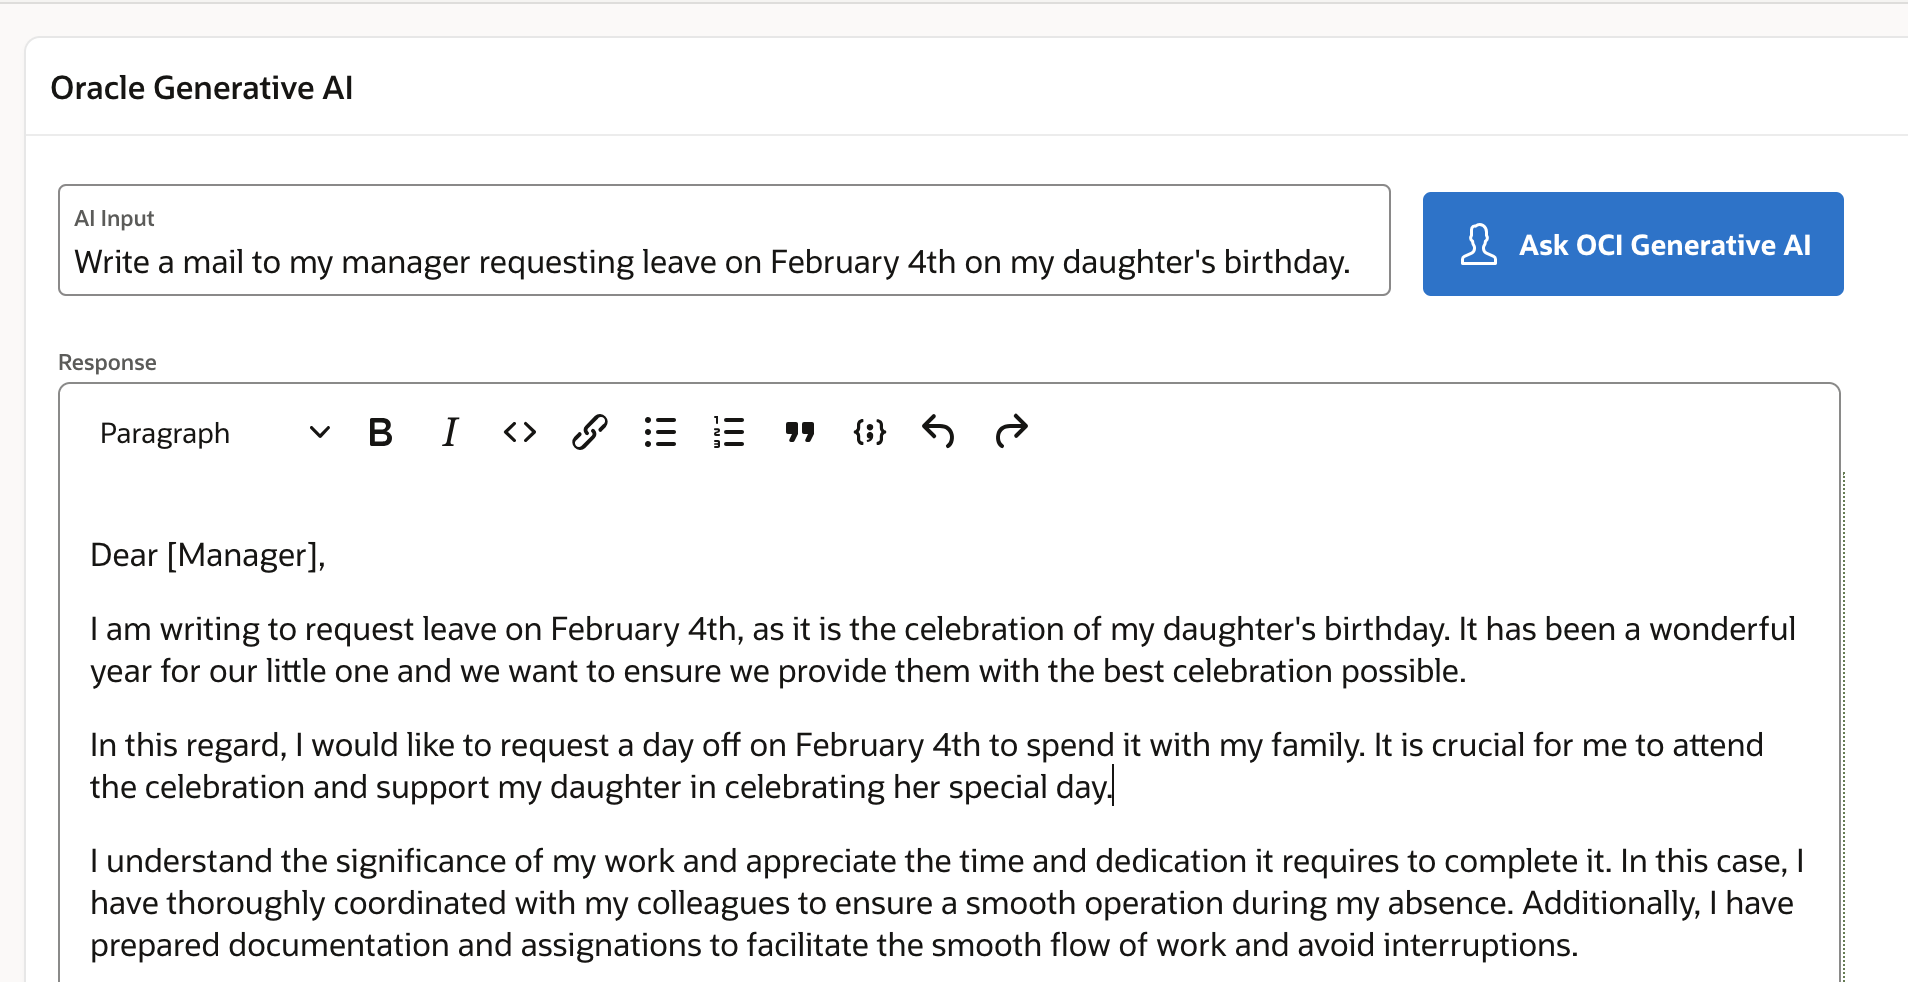 Oracle Generative AI
AI Input
Write a mail to my manager requesting leave on February 4th on my daughter's birthday.
Ask OCI Generative AI
Response
Paragraph
Dear [Manager],
I am writing to request leave on February 4th, as it is the celebration of my daughter's birthday. It has been a wonderful
year for our little one and we want to ensure we provide them with the best celebration possible.
In this regard, I would like to request a day off on February 4th to spend it with my family. It is crucial for me to attend
the celebration and support my daughter in celebrating her special day.
I understand the significance of my work and appreciate the time and dedication it requires to complete it. In this case, I
have thoroughly coordinated with my colleagues to ensure a smooth operation during my absence. Additionally, I have
prepared documentation and assignations to facilitate the smooth flow of work and avoid interruptions.